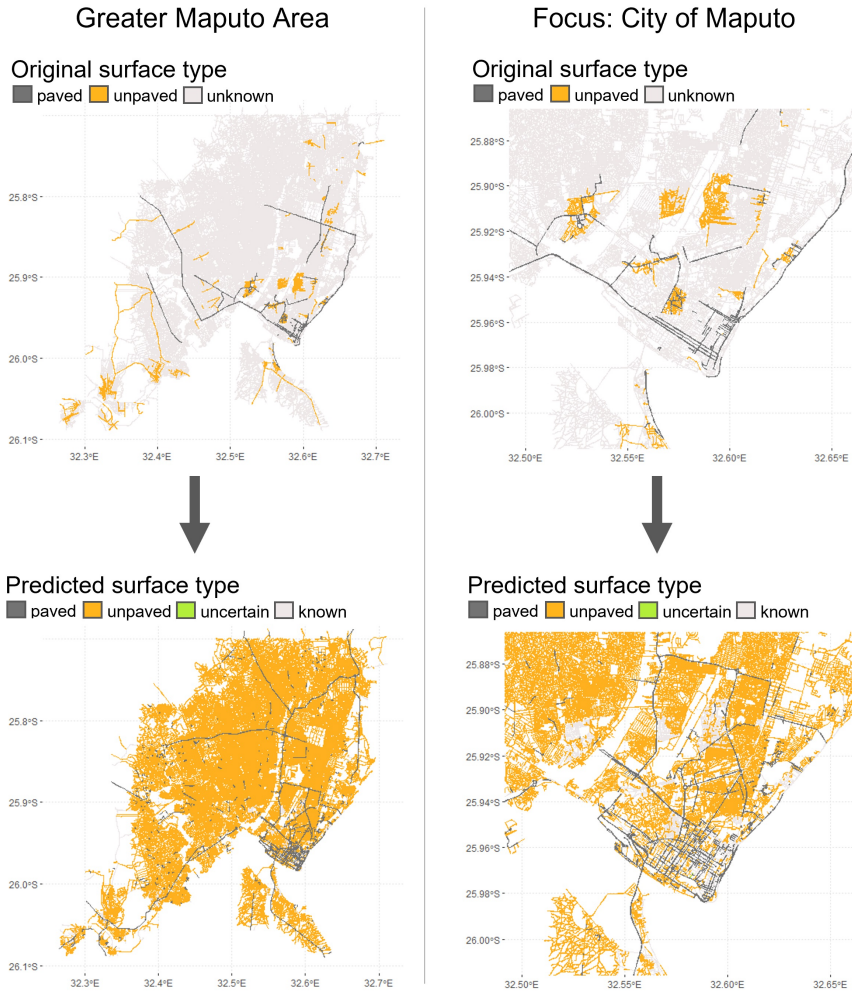 Greater Maputo Area
Original surface type
paved unpaved unknown
25.8°S
25.9°S
26.0°S
26.1°S
32.3°E 32.4°E 32.5°E 32.6°E 32.7°E
Predicted surface type
paved unpaved uncertain known
25.8°S
25.9°S
26.0°S
26.1°S
32.3°E 32.4°E 32.5°E 32.6°E 32.7°E
Focus: City of Maputo
Original surface type
paved unpaved unknown
25.88°S
25.90°S
25.92°S
25.94°S
25.96°S
25.98°S
26.00°S
32.50°E 32.55°E 32.60°E 32.65°E
Predicted surface type
paved unpaved uncertain known
25.88°S
25.90°S
25.92°S
25.94°S
25.96°S
25.98°S
26.00°S
32.50°E 32.55°E 32.60°E 32.65°E